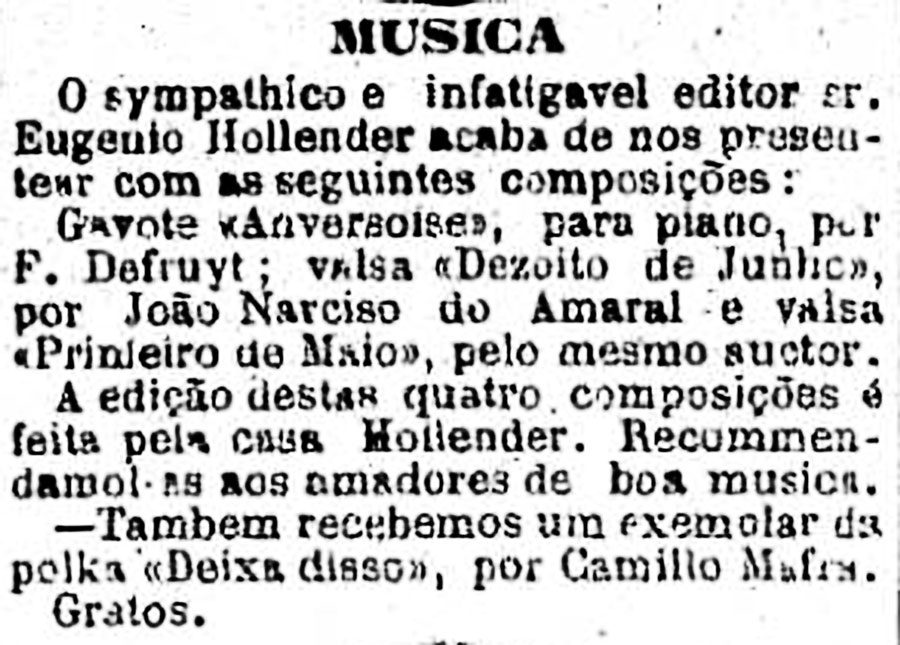 MUSICA
O sympathico e infatigavel editor sr.
Eugenio Hollender acaba de nos presen-
tear com as seguintes composições:
Gavote «Anversoise», para piano, por
F. Defruyt; valsa «Dezoito de Junho»,
por João Narciso do Amaral e valsa
«Primeiro de Maio», pelo mesmo auctor.
A edição destas quatro composições é
feita pela casa Hollender. Recommen-
damol-as aos amadores de boa musica.
—Tambem recebemos um exemplar da
polka «Deixa disso», por Camillo Mafra.
Gratos.